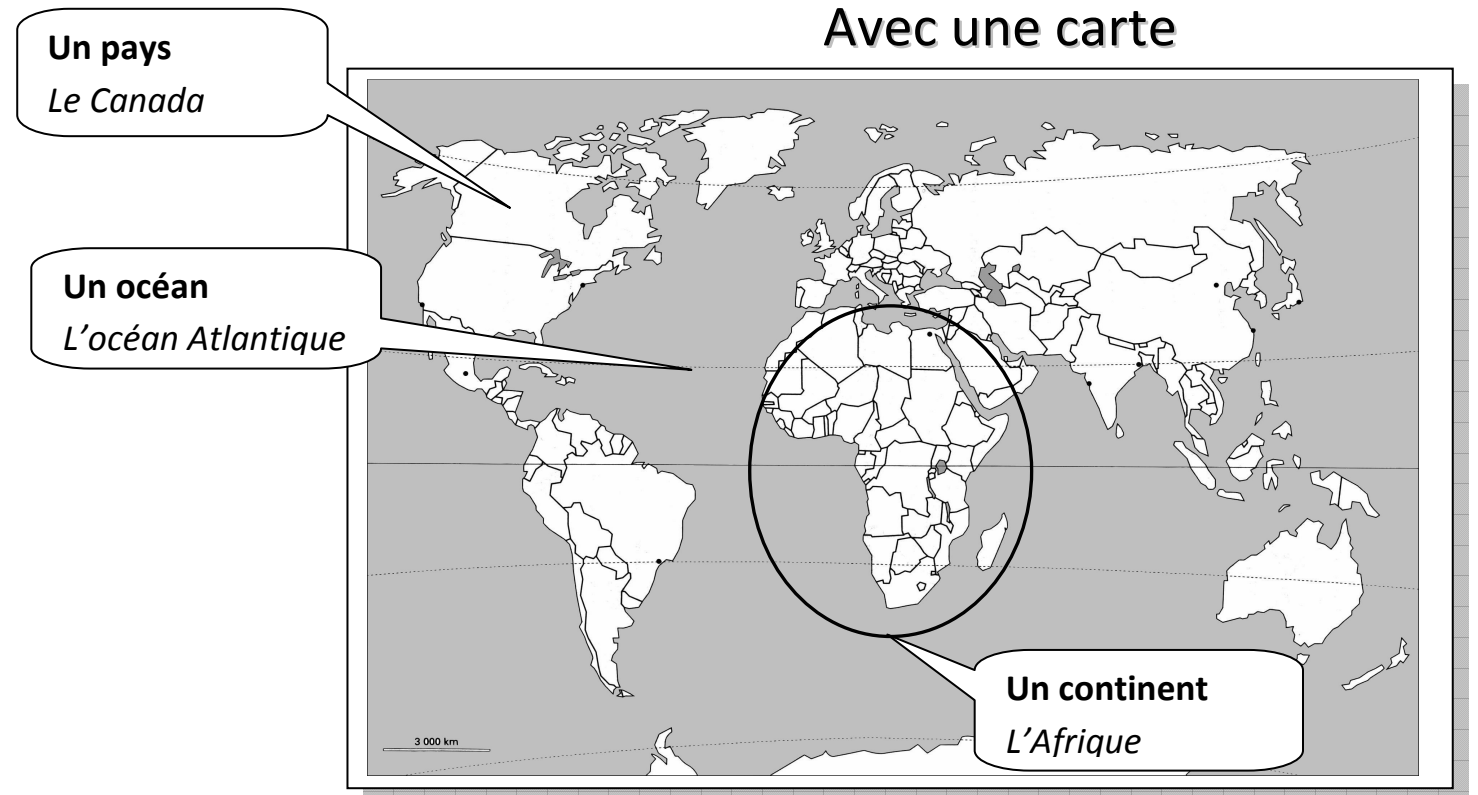 Avec une carte
Un pays
Le Canada
Un océan
L'océan Atlantique
Un continent
L'Afrique
3 000 km